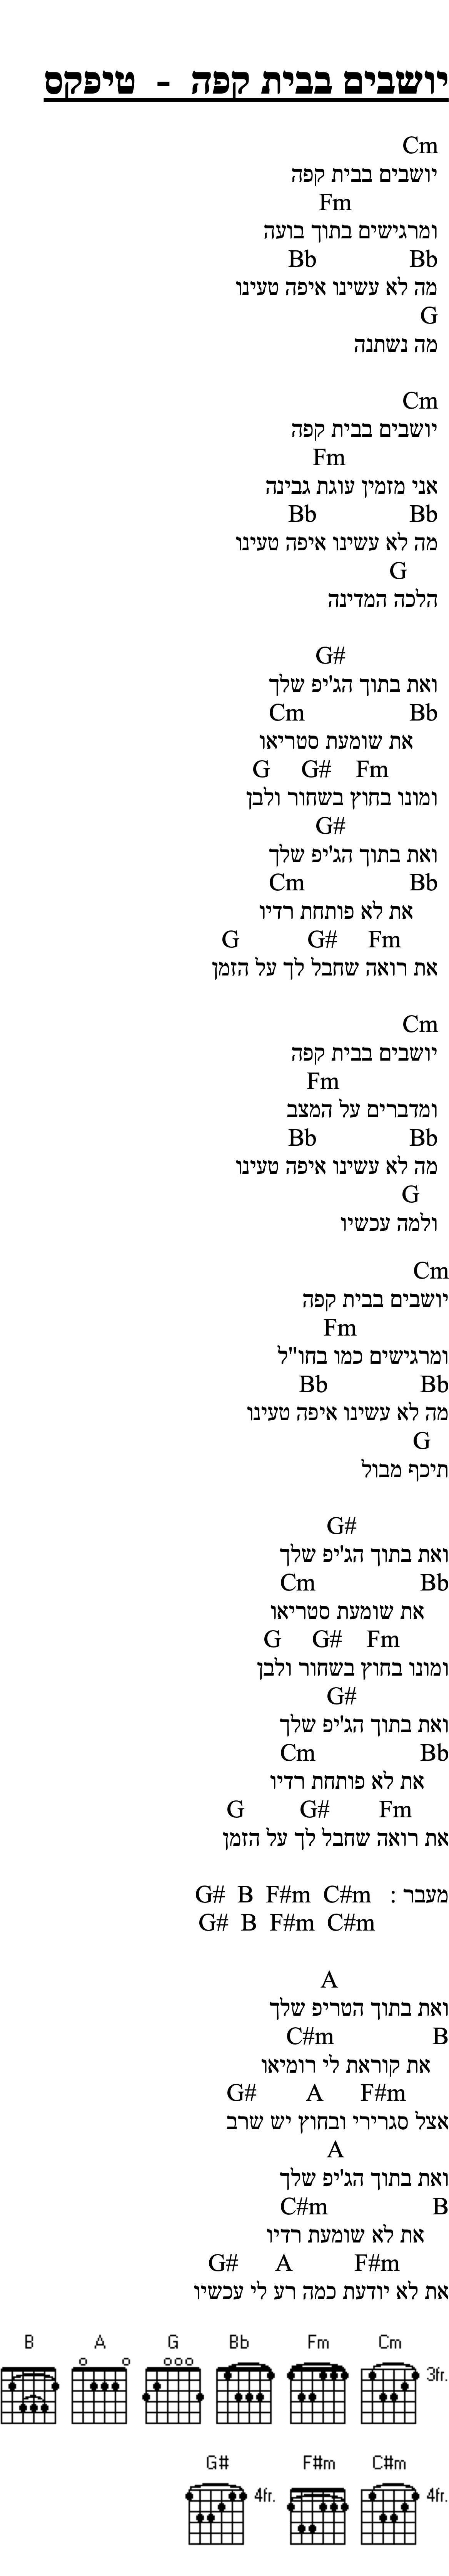 יושבים בבית קפה - טיפקס
Cm
יושבים בבית קפה
Fm
ומרגישים בתוך בועה
Bb Bb
מה לא עשינו איפה טעינו
G
מה נשתנה
Cm
יושבים בבית קפה
Fm
אני מזמין עוגת גבינה
Bb Bb
מה לא עשינו איפה טעינו
G
הלכה המדינה
G#
ואת בתוך הג'יפ שלך
Cm Bb
את שומעת סטריאו
G G# Fm
ומונו בחוץ בשחור ולבן
G#
ואת בתוך הג'יפ שלך
Cm Bb
את לא פותחת רדיו
G G# Fm
את רואה שחבל לך על הזמן
Cm
יושבים בבית קפה
Fm
ומדברים על המצב
Bb Bb
מה לא עשינו איפה טעינו
G
ולמה עכשיו
Cm
יושבים בבית קפה
Fm
ומרגישים כמו בחו"ל
Bb Bb
מה לא עשינו איפה טעינו
G
תיכף מבול
G#
ואת בתוך הג'יפ שלך
Cm Bb
את שומעת סטריאו
G G# Fm
ומונו בחוץ בשחור ולבן
G#
ואת בתוך הג'יפ שלך
Cm Bb
את לא פותחת רדיו
G G# Fm
את רואה שחבל לך על הזמן
מעבר : G# B F#m C#m
G# B F#m C#m
A
ואת בתוך הטריפ שלך
C#m B
את קוראת לי רומיאו
G# A F#m
אצל סגרירי ובחוץ יש שרב
A
ואת בתוך הג'יפ שלך
C#m B
את לא שומעת רדיו
G# A F#m
את לא יודעת כמה רע לי עכשיו
B A G Bb Fm Cm
3fr.
G# F#m C#m
4fr. 4fr.